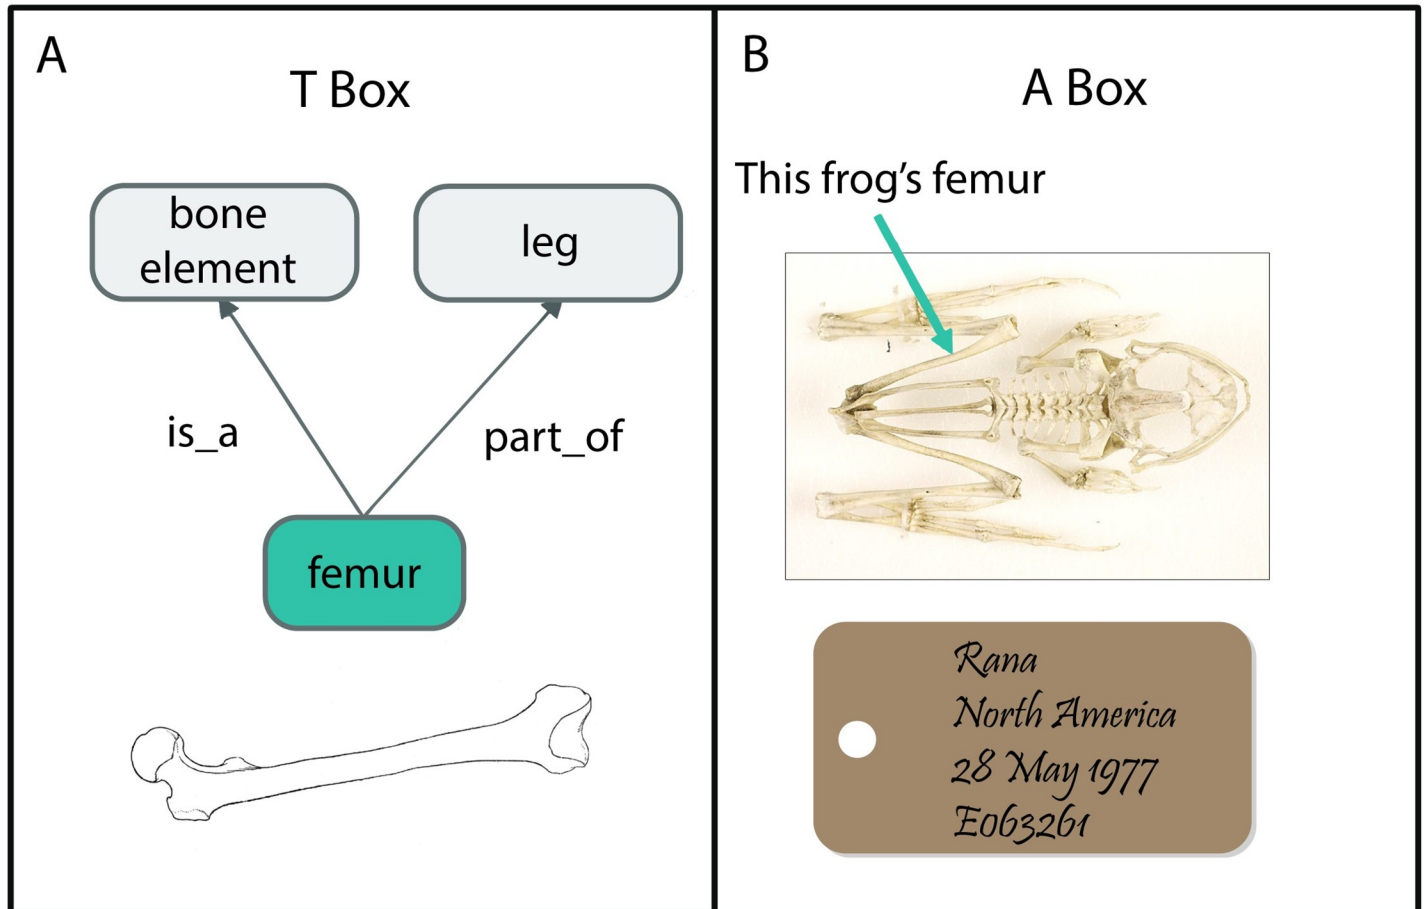 A
T Box
bone
element
leg
is_a
part_of
femur
B
A Box
This frog's femur
Rana
North America
28 May 1977
E063261